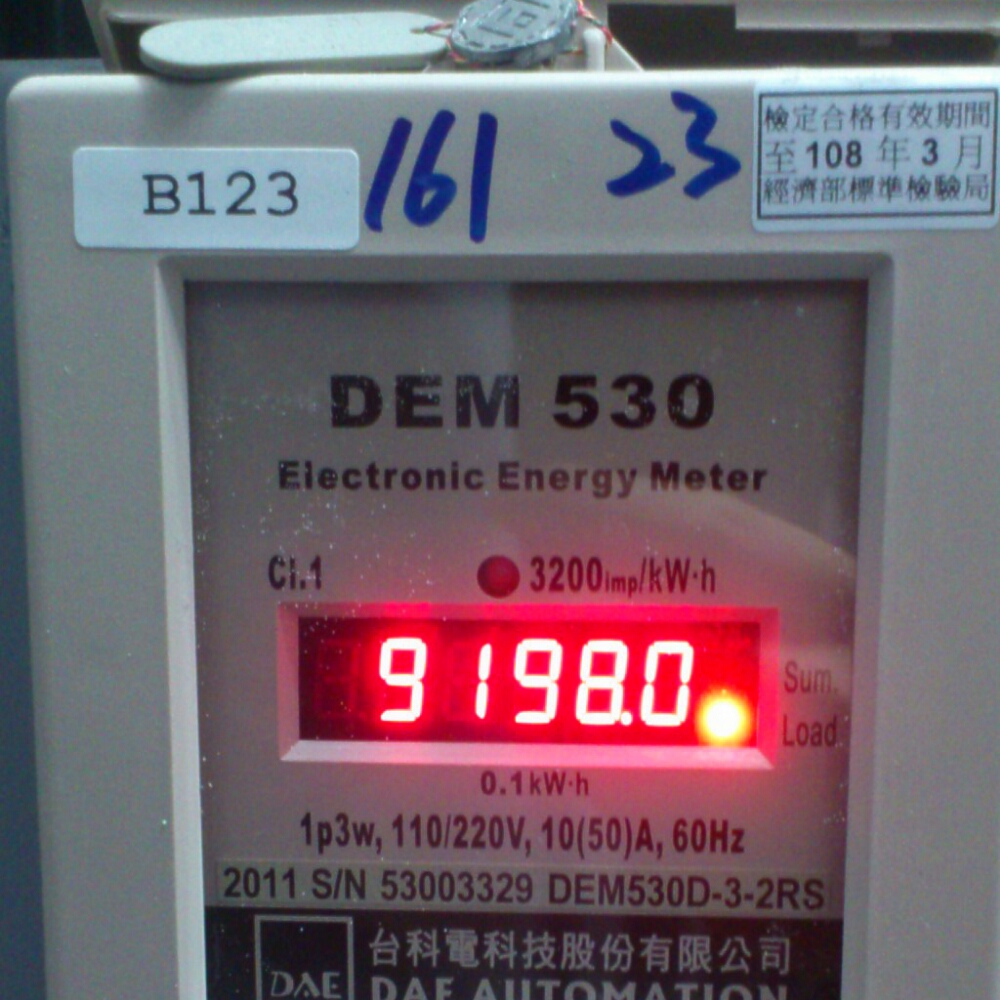 B123
161
23
檢定合格有效期間
至 108 年 3 月
經濟部標準檢驗局
DEM 530
Electronic Energy Meter
Cl.1
3200imp/kW·h
9198.0
Sum.
Load
0.1kW·h
1p3w, 110/220V, 10(50)A, 60Hz
2011 S/N 53003329 DEM530D-3-2RS
DAE
台科電科技股份有限公司
DAE AUTOMATION